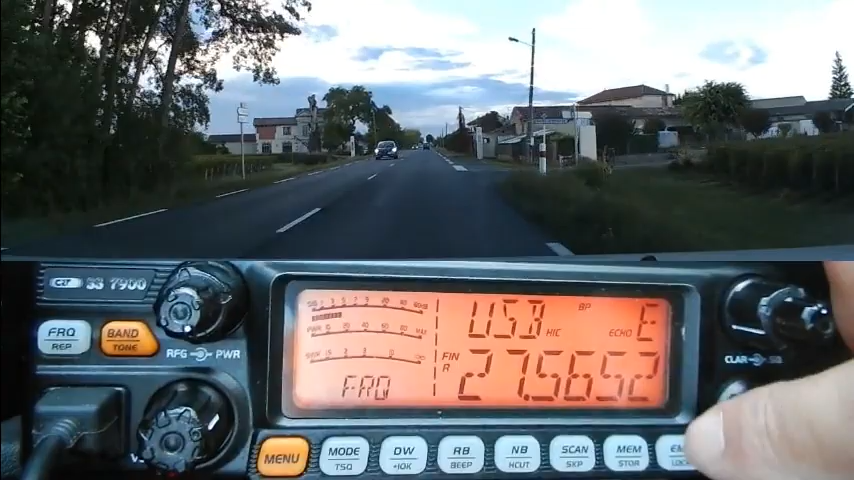 CRT SS 7900
FRQ
REP
BAND
TONE
RFG PWR
MENU
USB HIC BP ECHO E
FIN
R
27.5652
FRQ
CLAR SQ
MODE
TSQ
DW
+10K
RB
BEEP
NB
HCUT
SCAN
SKP
MEM
STOR